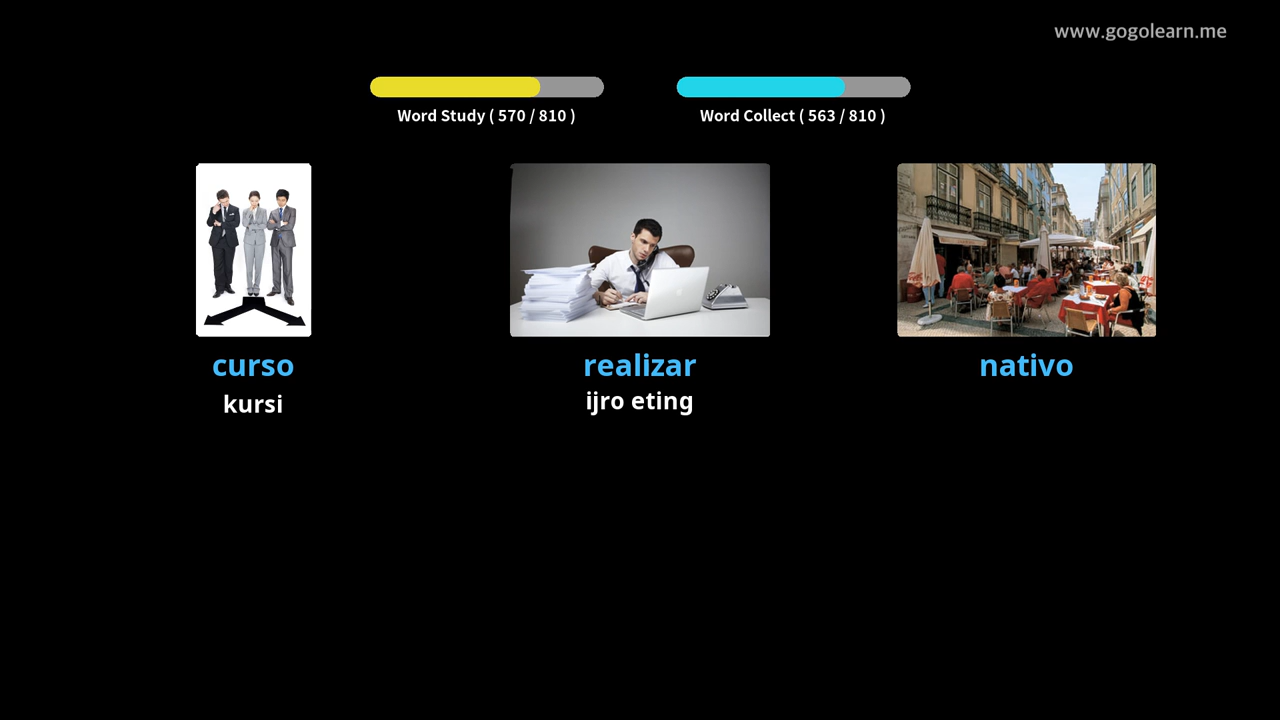 www.gogolearn.me
Word Study ( 570 / 810 )
Word Collect ( 563 / 810 )
curso
kursi
realizar
ijro eting
nativo